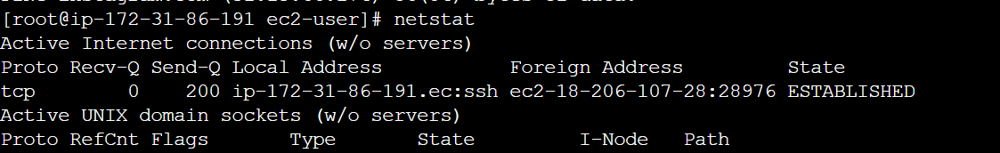 [root@ip-172-31-86-191 ec2-user]# netstat
Active Internet connections (w/o servers)
Proto Recv-Q Send-Q Local Address           Foreign Address         State
tcp        0    200 ip-172-31-86-191.ec:ssh ec2-18-206-107-28:28976 ESTABLISHED
Active UNIX domain sockets (w/o servers)
Proto RefCnt Flags       Type       State         I-Node   Path